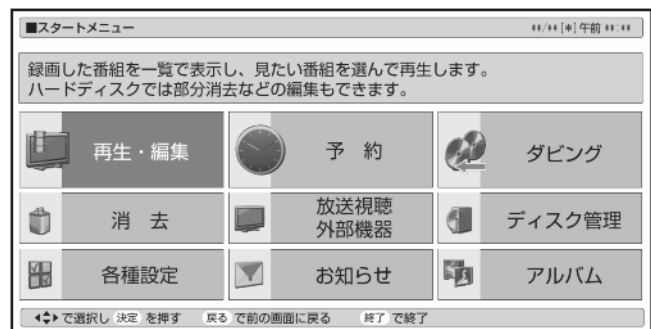 ■スタートメニュー
**/**[*]午前 **:**
録画した番組を一覧で表示し、見たい番組を選んで再生します。
ハードディスクでは部分消去などの編集もできます。
再生・編集
予 約
ダビング
消 去
放送視聴
外部機器
ディスク管理
各種設定
お知らせ
アルバム
で選択し 決定 を押す 戻る で前の画面に戻る 終了 で終了